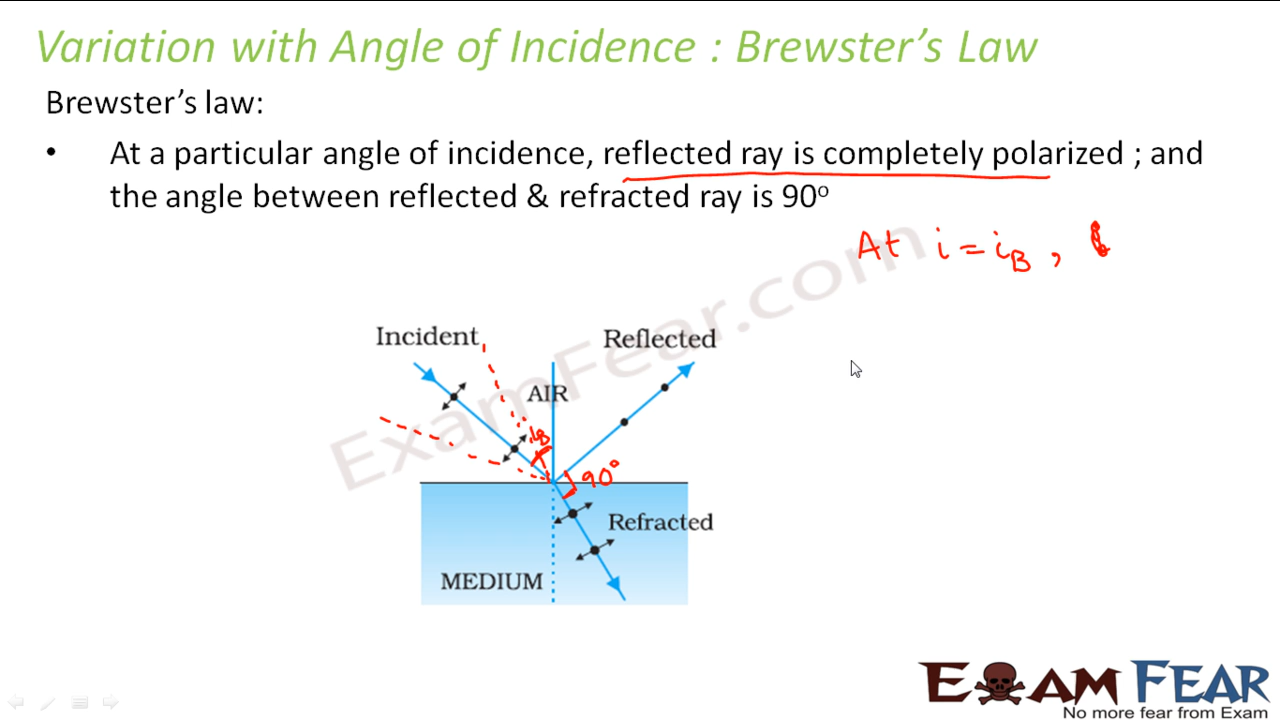 Variation with Angle of Incidence : Brewster's Law
Brewster's law:
• At a particular angle of incidence, reflected ray is completely polarized ; and
the angle between reflected & refracted ray is 90°
At i = iB ,
ExamFear.com
Incident
Reflected
AIR
iB
90°
Refracted
MEDIUM
EXAM FEAR
No more fear from Exam